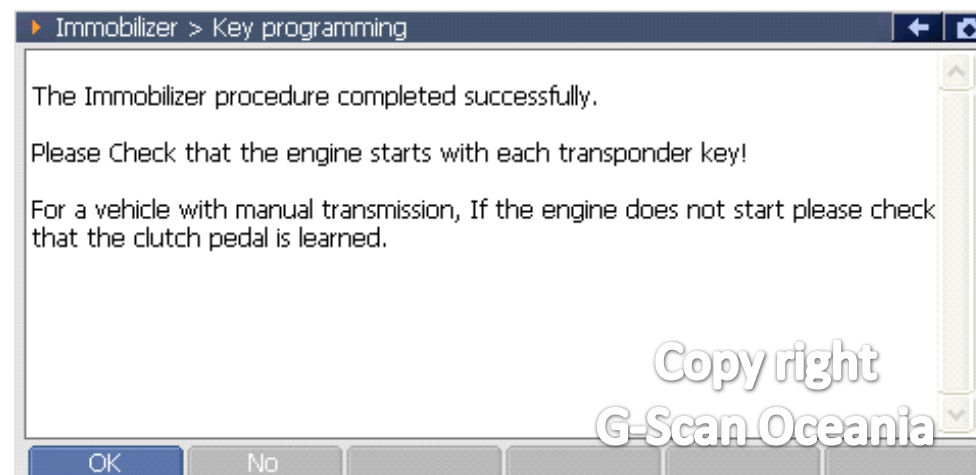 Immobilizer > Key programming
The Immobilizer procedure completed successfully.
Please Check that the engine starts with each transponder key!
For a vehicle with manual transmission, If the engine does not start please check
that the clutch pedal is learned.
Copy right
G-Scan Oceania
OK
No